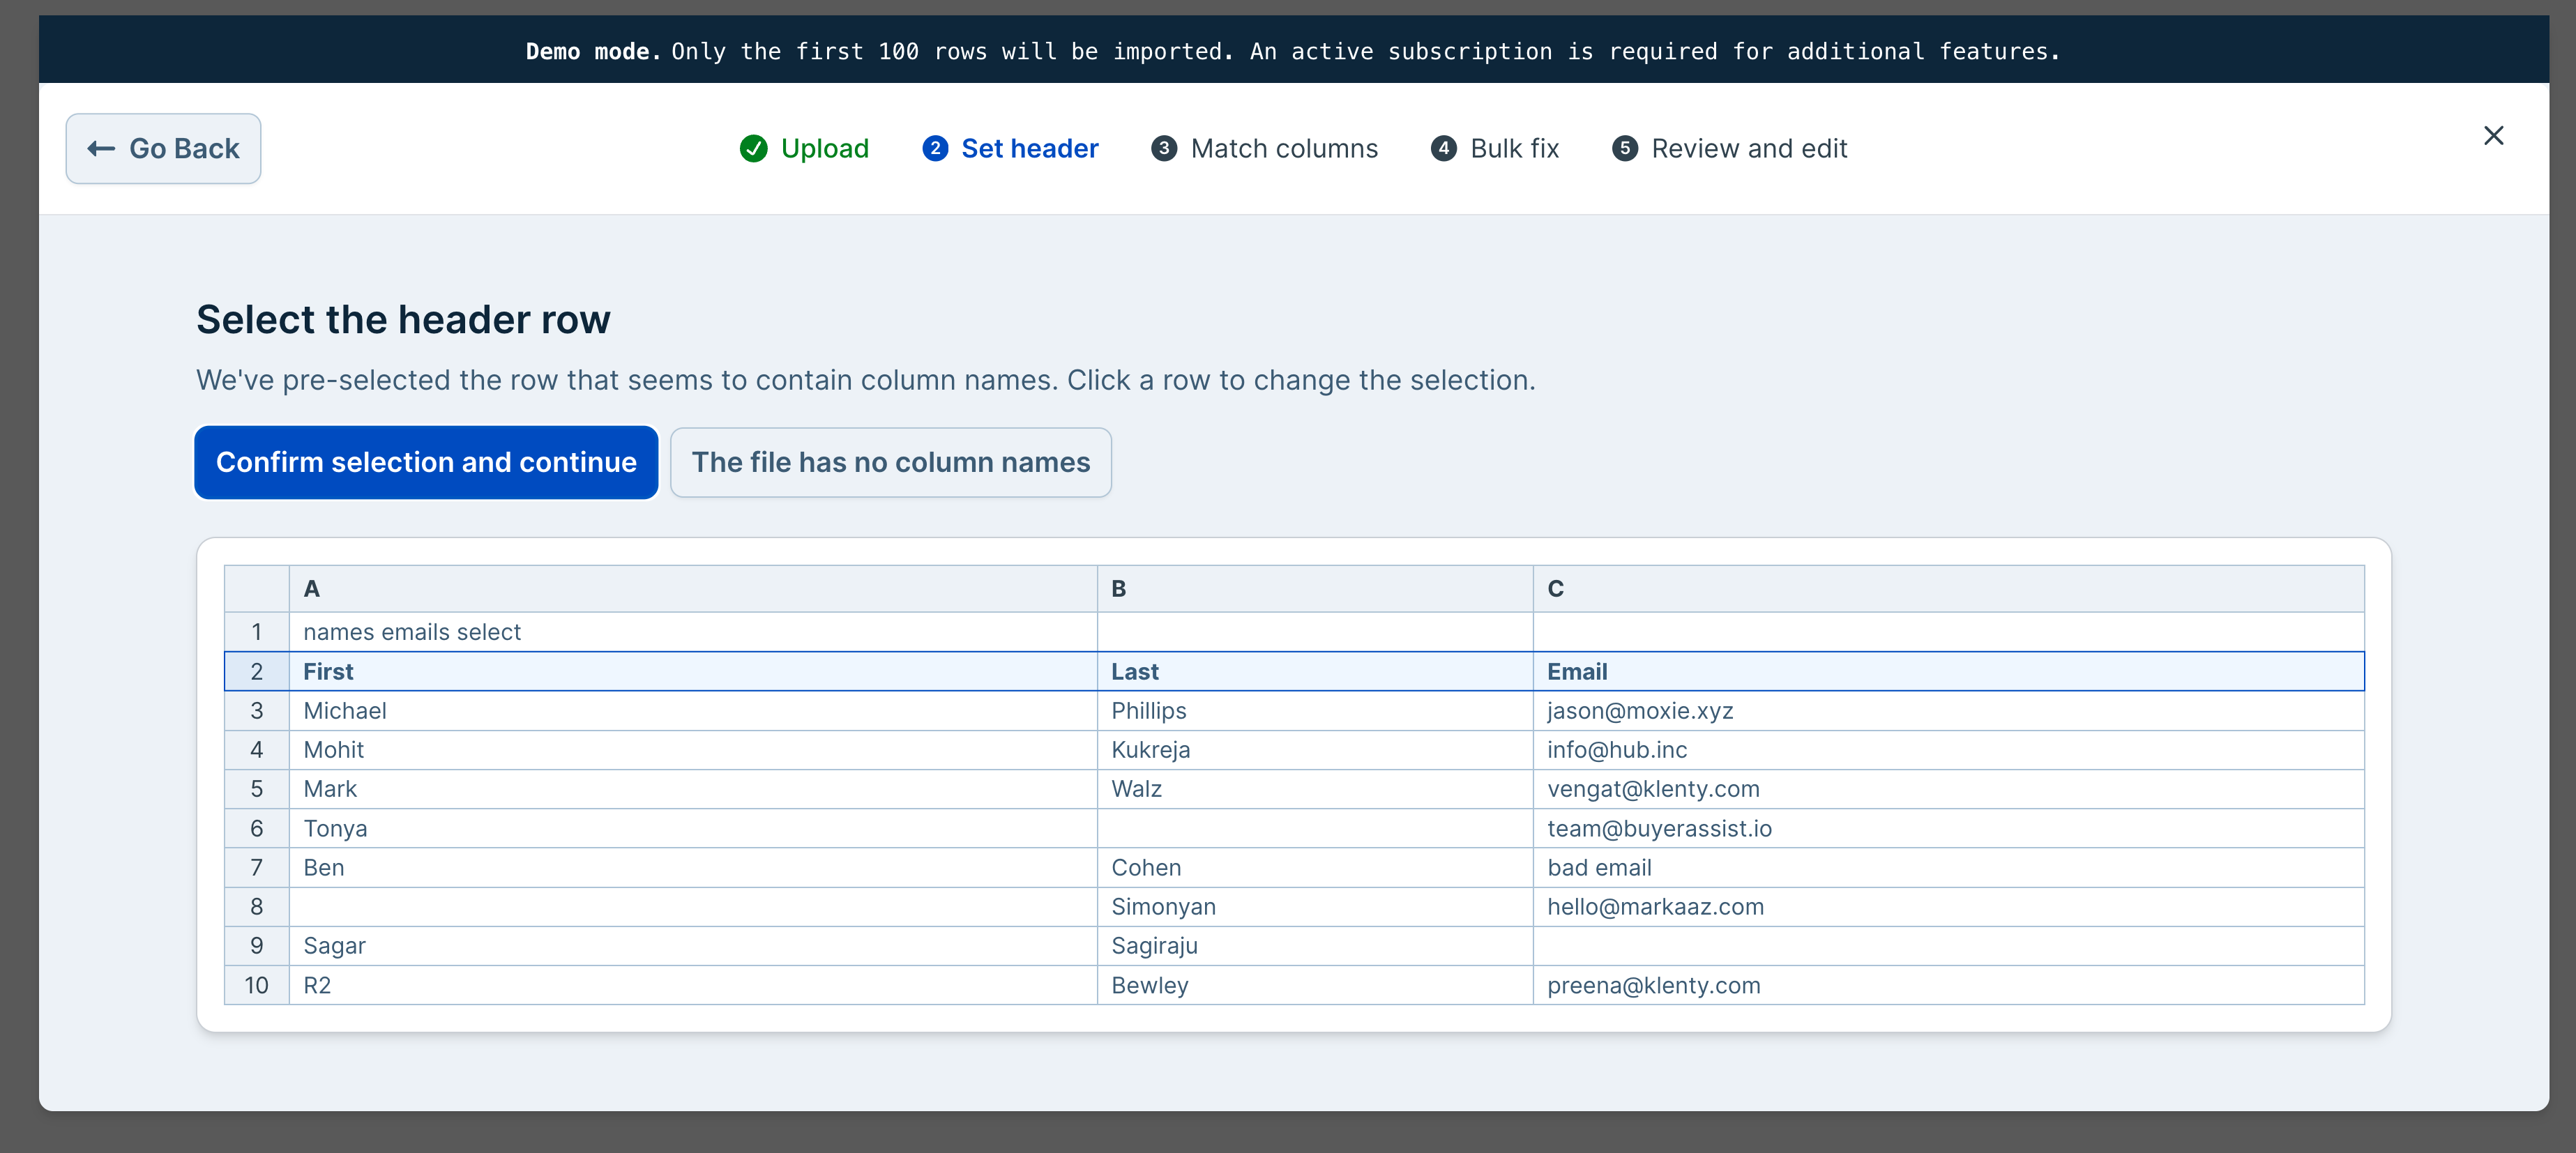 Demo mode. Only the first 100 rows will be imported. An active subscription is required for additional features.
Go Back
Upload
2 Set header
3 Match columns
4 Bulk fix
5 Review and edit
Select the header row
We've pre-selected the row that seems to contain column names. Click a row to change the selection.
Confirm selection and continue
The file has no column names
A B C
1 names emails select
2 First Last Email
3 Michael Phillips jason@moxie.xyz
4 Mohit Kukreja info@hub.inc
5 Mark Walz vengat@klenty.com
6 Tonya team@buyerassist.io
7 Ben Cohen bad email
8 Simonyan hello@markaaz.com
9 Sagar Sagiraju
10 R2 Bewley preena@klenty.com